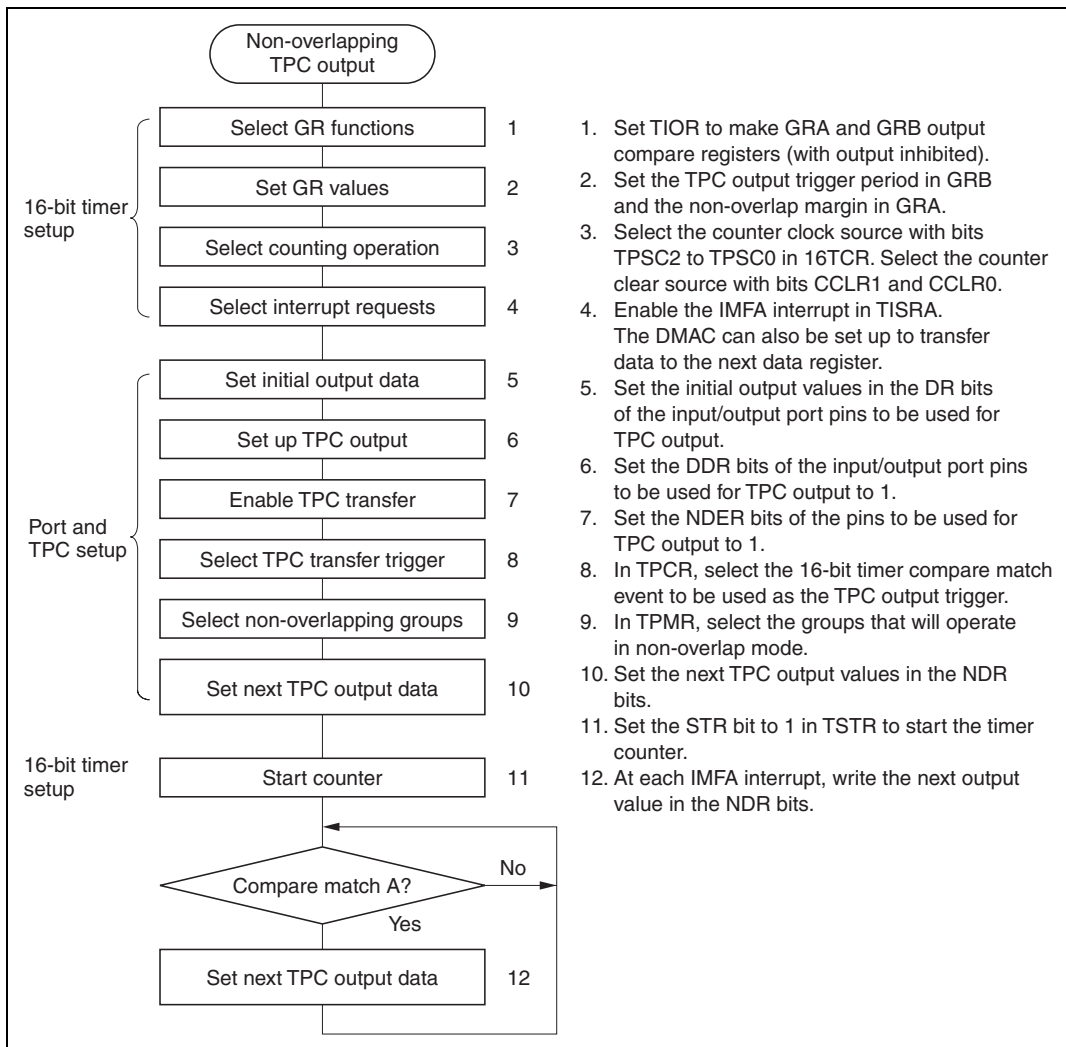 Non-overlapping
TPC output
16-bit timer
setup
Select GR functions 1
Set GR values 2
Select counting operation 3
Select interrupt requests 4
Port and
TPC setup
Set initial output data 5
Set up TPC output 6
Enable TPC transfer 7
Select TPC transfer trigger 8
Select non-overlapping groups 9
Set next TPC output data 10
16-bit timer
setup
Start counter 11
Compare match A?
No
Yes
Set next TPC output data 12
1. Set TIOR to make GRA and GRB output
compare registers (with output inhibited).
2. Set the TPC output trigger period in GRB
and the non-overlap margin in GRA.
3. Select the counter clock source with bits
TPSC2 to TPSC0 in 16TCR. Select the counter
clear source with bits CCLR1 and CCLR0.
4. Enable the IMFA interrupt in TISRA.
The DMAC can also be set up to transfer
data to the next data register.
5. Set the initial output values in the DR bits
of the input/output port pins to be used for
TPC output.
6. Set the DDR bits of the input/output port pins
to be used for TPC output to 1.
7. Set the NDER bits of the pins to be used for
TPC output to 1.
8. In TPCR, select the 16-bit timer compare match
event to be used as the TPC output trigger.
9. In TPMR, select the groups that will operate
in non-overlap mode.
10. Set the next TPC output values in the NDR
bits.
11. Set the STR bit to 1 in TSTR to start the timer
counter.
12. At each IMFA interrupt, write the next output
value in the NDR bits.